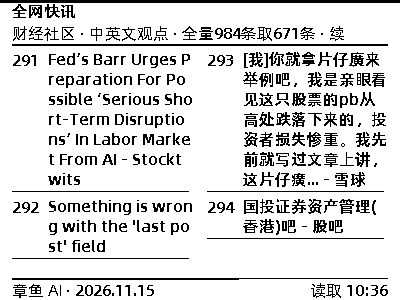 全网快讯
财经社区 · 中英文观点 · 全量984条取671条 · 续
291 Fed's Barr Urges P
reparation For Po
ssible ‘Serious Sho
rt-Term Disruptio
ns’ In Labor Marke
t From AI - Stockt
wits
292 Something is wron
g with the 'last po
st' field
293 [我]你就拿片仔癀来
举例吧，我是亲眼看
见这只股票的pb从
高处跌落下来的，投
资者损失惨重。我先
前就写过文章上讲，
这片仔癀... - 雪球
294 国投证券资产管理(
香港)吧 - 股吧
章鱼 AI · 2026.11.15
读取 10:36